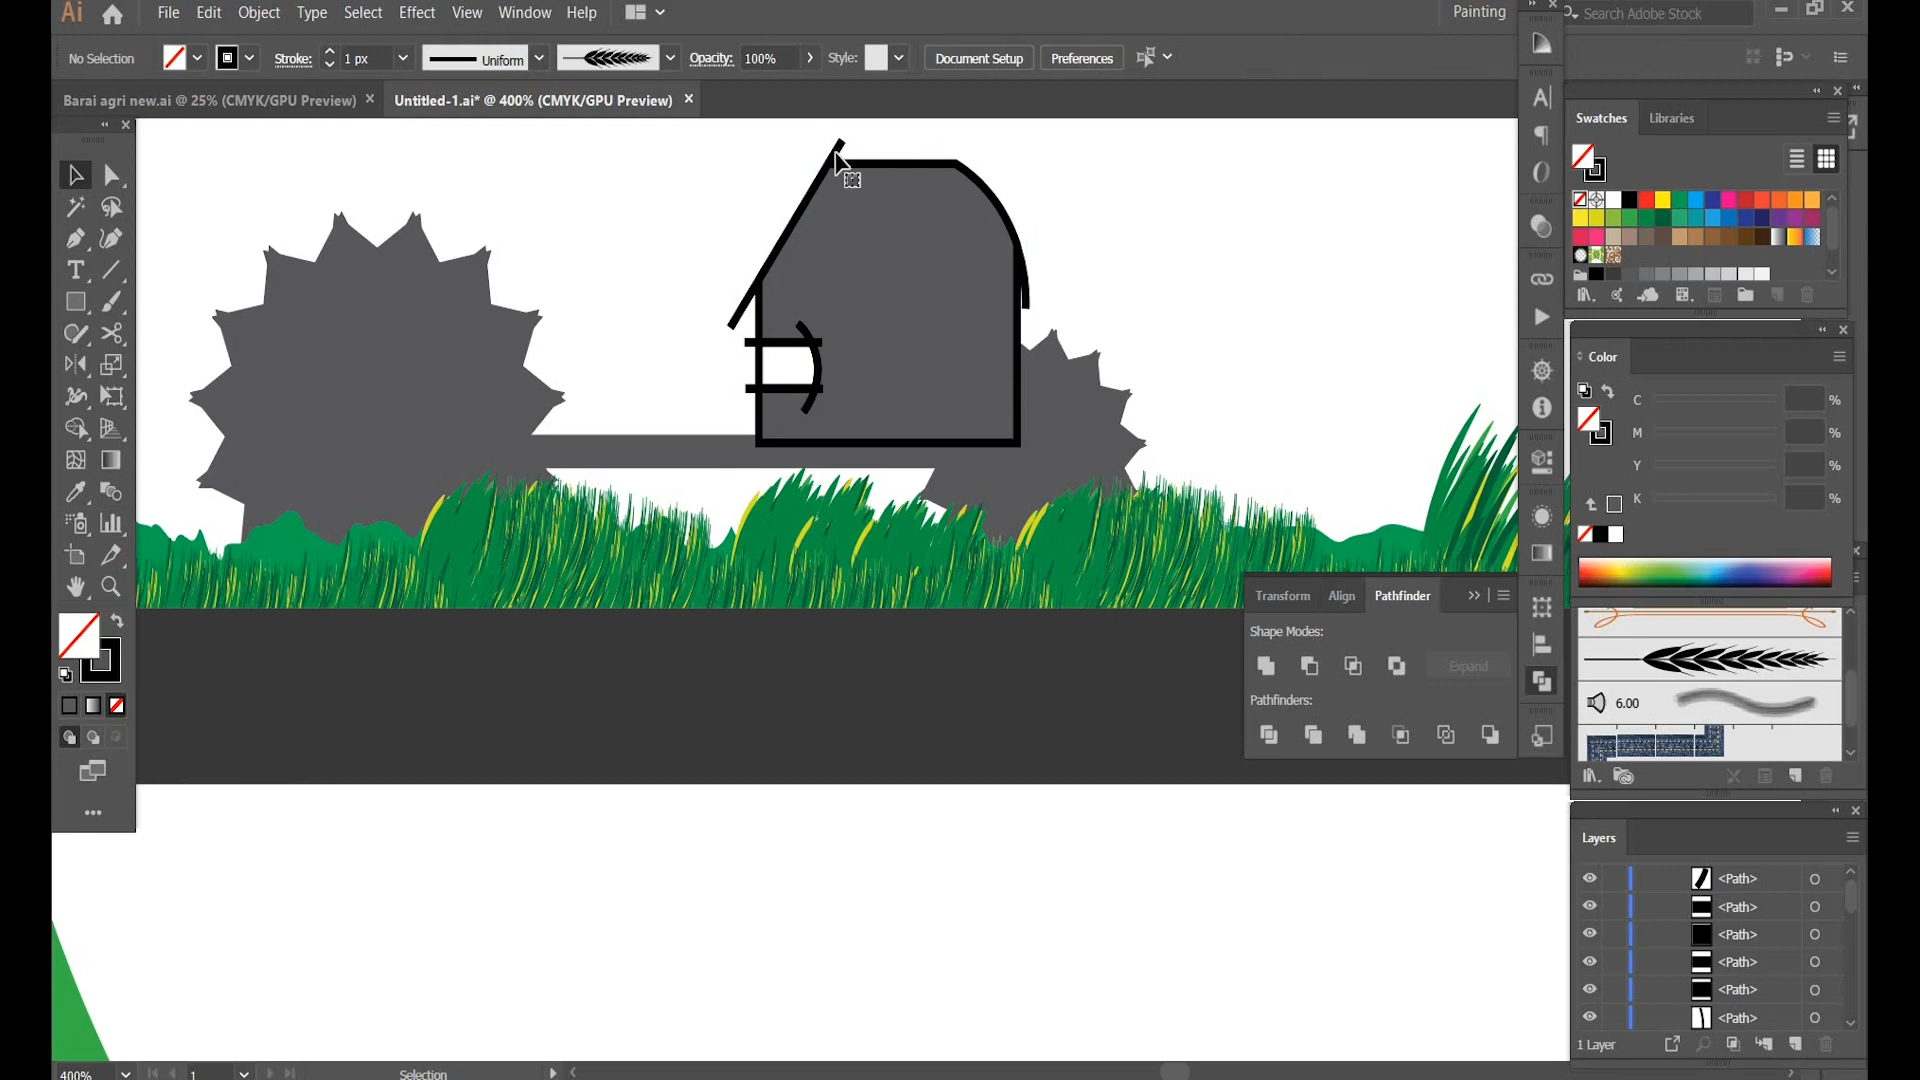 Ai File Edit Object Type Select Effect View Window Help Painting Search Adobe Stock
No Selection Stroke: 1 px Uniform Opacity: 100% Style: Document Setup Preferences
Barai agri new.ai @ 25% (CMYK/GPU Preview) × Untitled-1.ai* @ 400% (CMYK/GPU Preview) ×
Swatches Libraries
Color
C %
M %
Y %
K %
Transform Align Pathfinder
Shape Modes:
Expand
Pathfinders:
6.00
Layers
<Path>
<Path>
<Path>
<Path>
<Path>
<Path>
1 Layer
400% 1 Selection